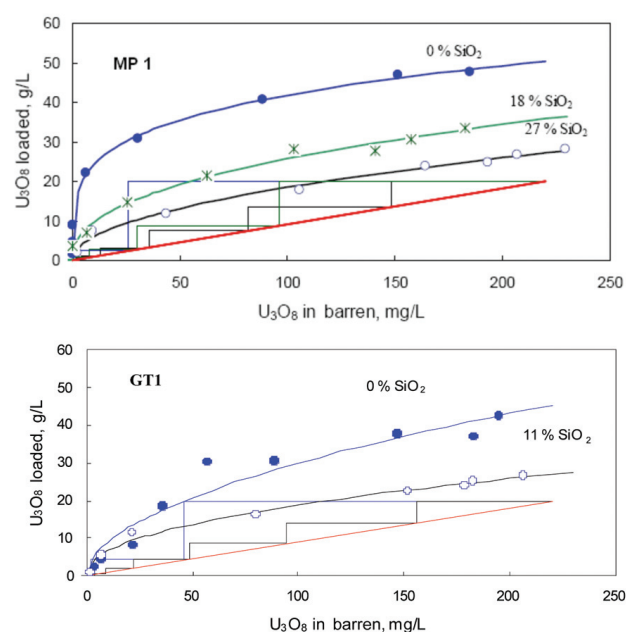 60
MP 1
0 % SiO₂
50
18 % SiO₂
40
27 % SiO₂
30
20
10
0
0 50 100 150 200 250
U₃O₈ loaded, g/L
U₃O₈ in barren, mg/L
60
GT1
0 % SiO₂
50
40
11 % SiO₂
30
20
10
0
0 50 100 150 200 250
U₃O₈ loaded, g/L
U₃O₈ in barren, mg/L